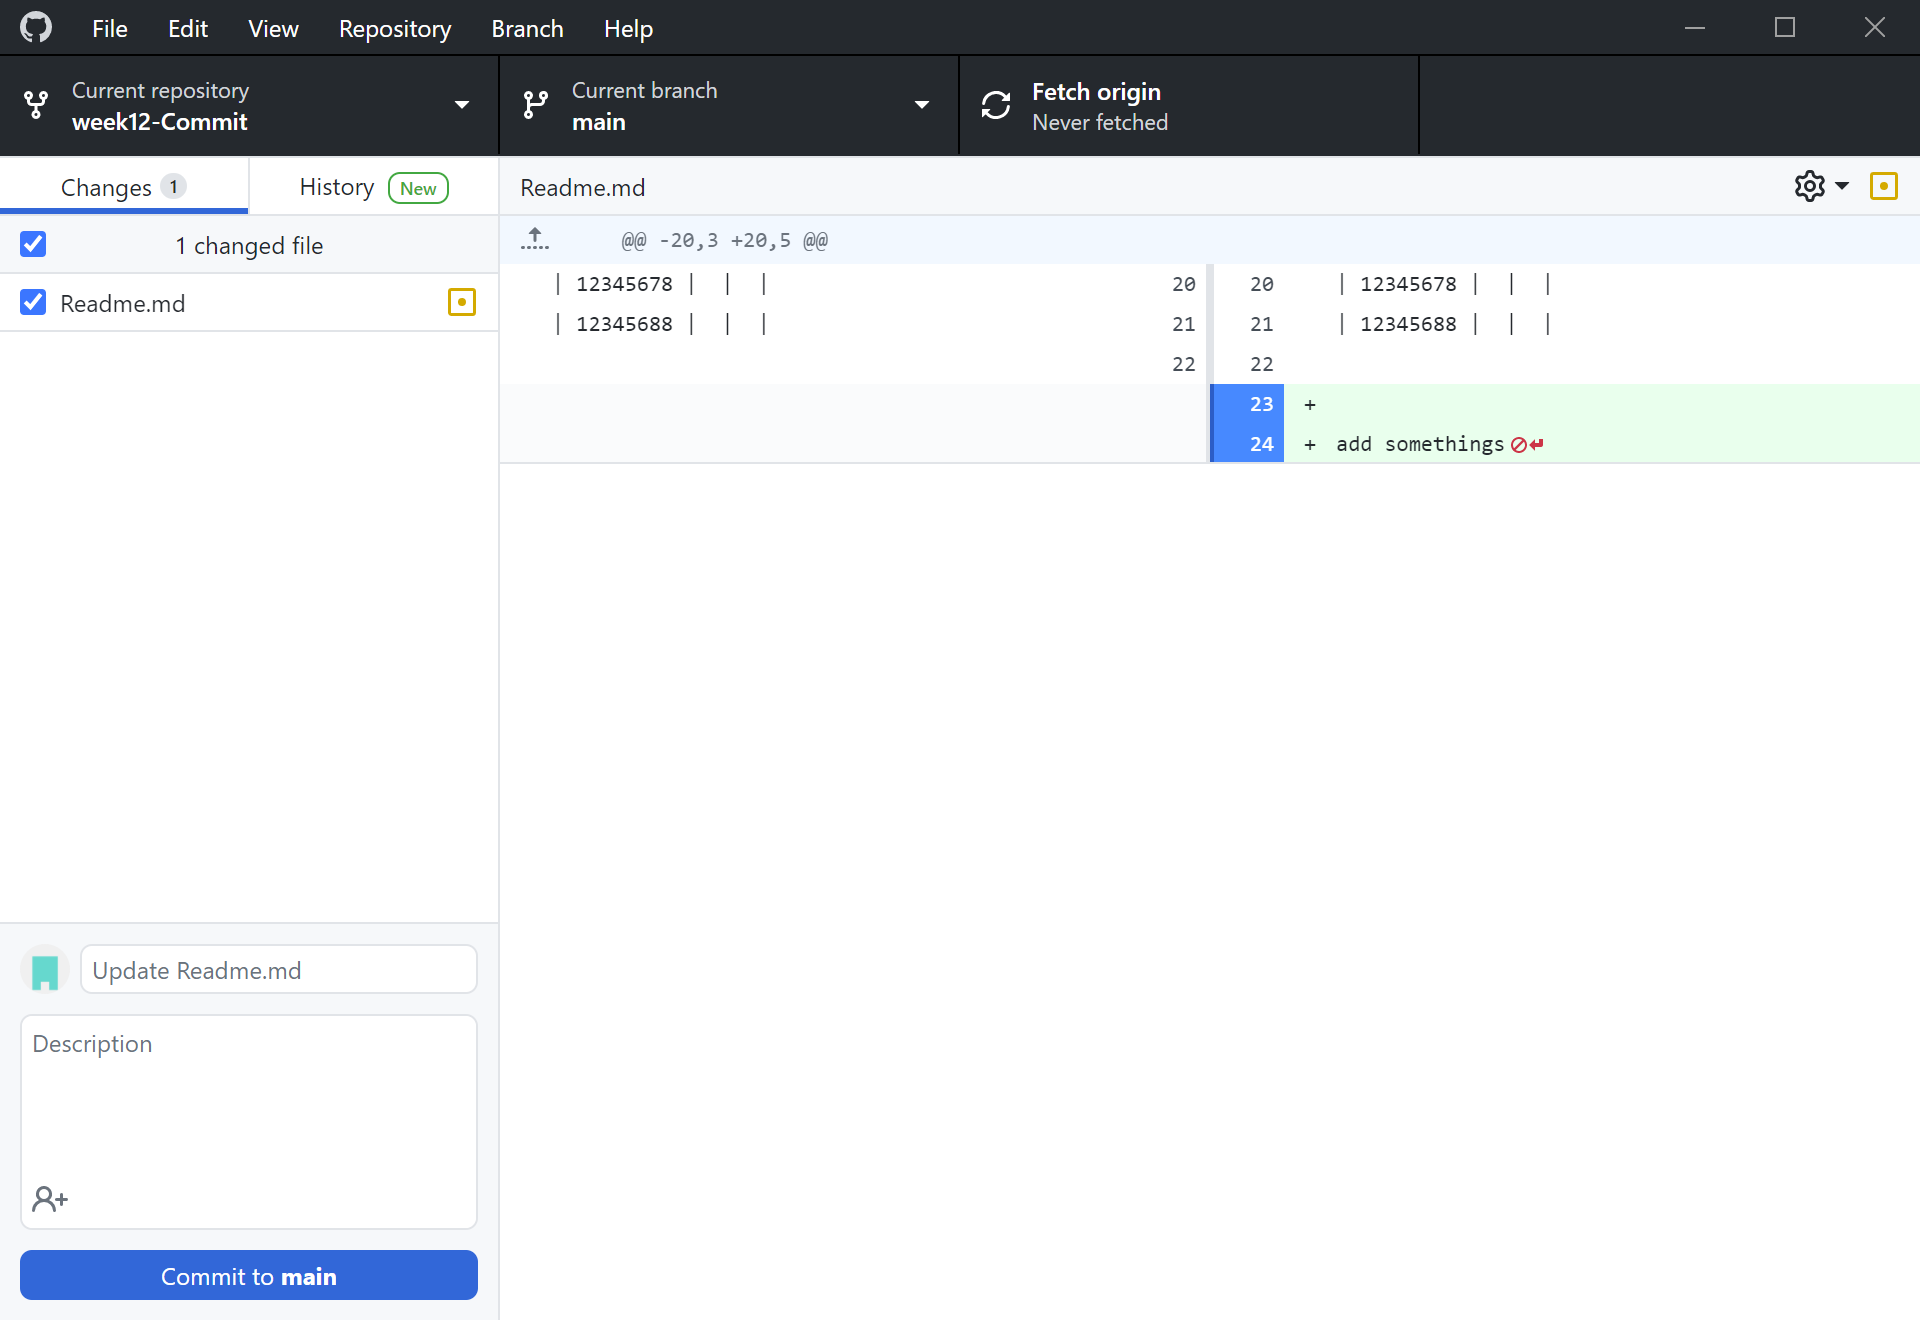 File Edit View Repository Branch Help
Current repository
week12-Commit
Current branch
main
Fetch origin
Never fetched
Changes 1
History New
1 changed file
Readme.md
Readme.md
@@ -20,3 +20,5 @@
| 12345678 | | | 20
20 | 12345678 | | |
| 12345688 | | | 21
21 | 12345688 | | |
22
22
23 +
24 + add somethings
Update Readme.md
Description
Commit to main